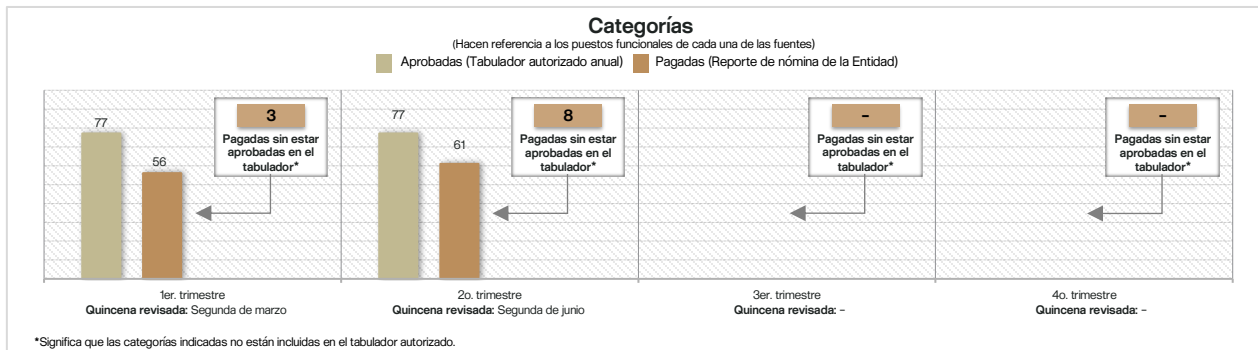 Categorías
(Hacen referencia a los puestos funcionales de cada una de las fuentes)
Aprobadas (Tabulador autorizado anual)
Pagadas (Reporte de nómina de la Entidad)
77
56
3
Pagadas sin estar
aprobadas en el
tabulador*
77
61
8
Pagadas sin estar
aprobadas en el
tabulador*
-
Pagadas sin estar
aprobadas en el
tabulador*
-
Pagadas sin estar
aprobadas en el
tabulador*
1er. trimestre
Quincena revisada: Segunda de marzo
2o. trimestre
Quincena revisada: Segunda de junio
3er. trimestre
Quincena revisada: -
4o. trimestre
Quincena revisada: -
*Significa que las categorías indicadas no están incluidas en el tabulador autorizado.